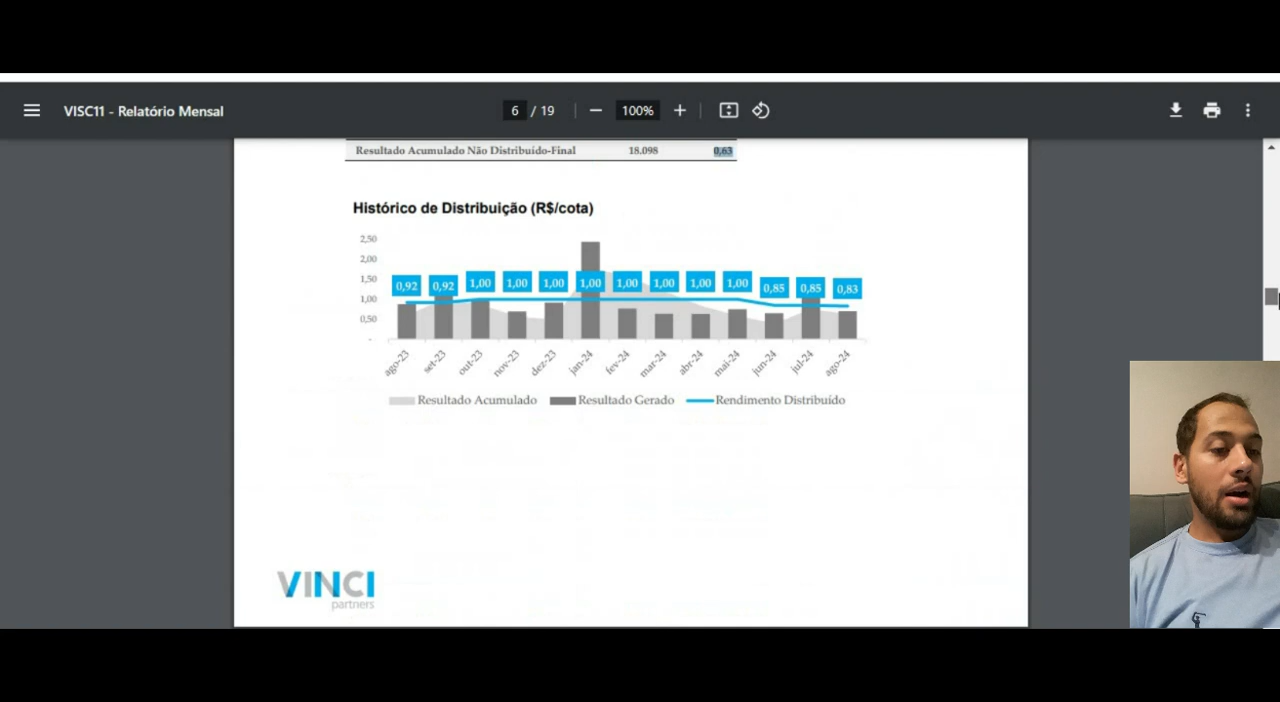 VISC11 - Relatório Mensal
6 / 19
100%
Resultado Acumulado Não Distribuído-Final 18.098 0,63
Histórico de Distribuição (R$/cota)
2,50
2,00
1,50
1,00
0,50
-
0,92 0,92 1,00 1,00 1,00 1,00 1,00 1,00 1,00 1,00 0,85 0,85 0,83
ago-23 set-23 out-23 nov-23 dez-23 jan-24 fev-24 mar-24 abr-24 mai-24 jun-24 jul-24 ago-24
Resultado Acumulado Resultado Gerado Rendimento Distribuído
VINCI
partners